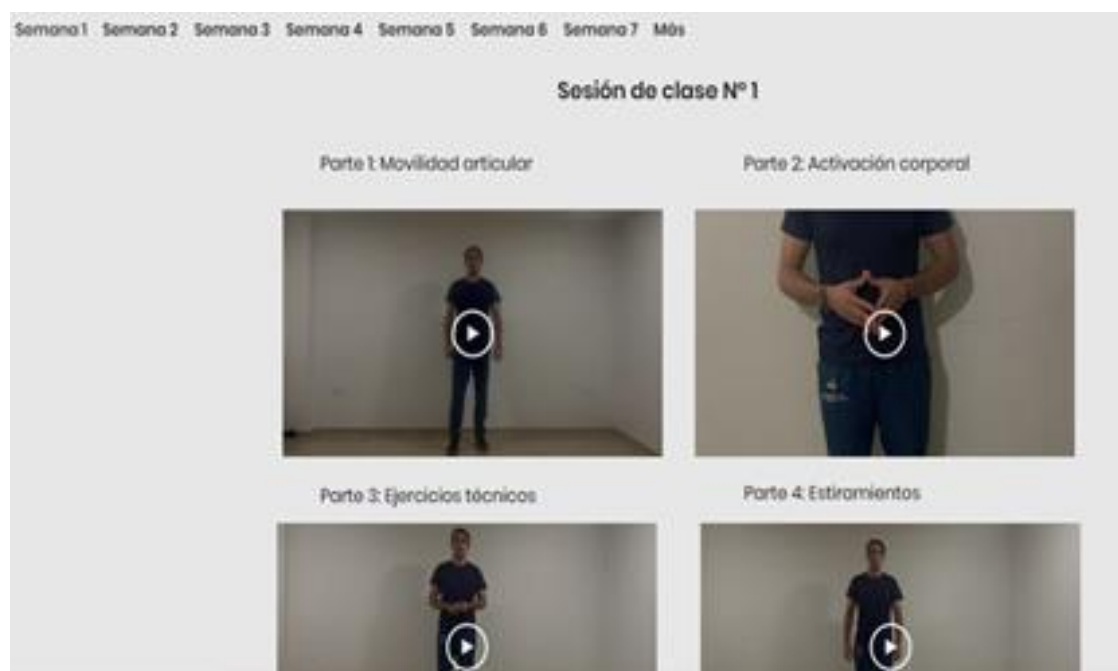 Semana 1 Semana 2 Semana 3 Semana 4 Semana 5 Semana 6 Semana 7 Más
Sesión de clase Nº 1
Parte 1: Movilidad articular
Parte 2: Activación corporal
Parte 3: Ejercicios técnicos
Parte 4: Estiramientos